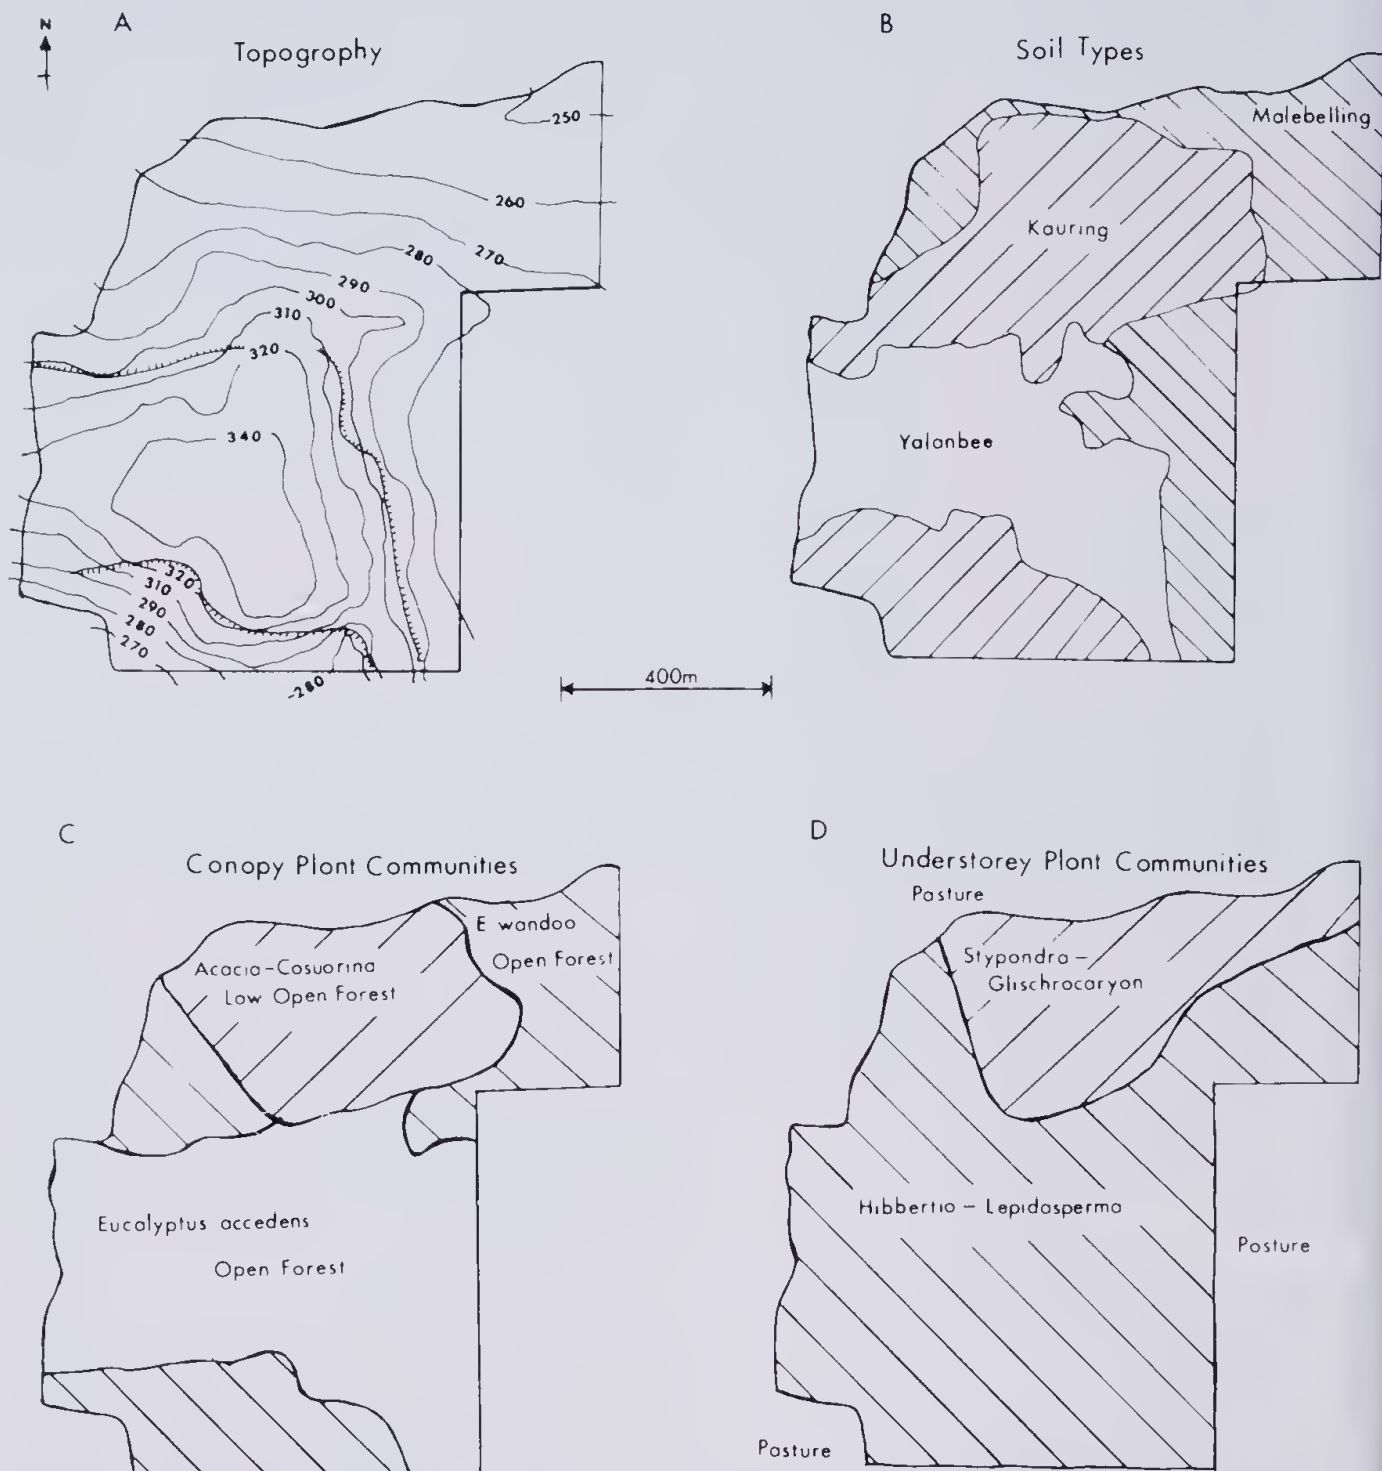 N
A
Topography
250
260
270
280
290
300
310
320
340
320
310
290
280
270
-280
400m
B
Soil Types
Malebelling
Kauring
Yalanbee
C
Canopy Plant Communities
E wandoo
Open Forest
Acacia-Casuarina
Low Open Forest
Eucalyptus accedens
Open Forest
D
Understorey Plant Communities
Pasture
Stypandra –
Glischrocaryon
Hibbertia – Lepidosperma
Pasture
Pasture